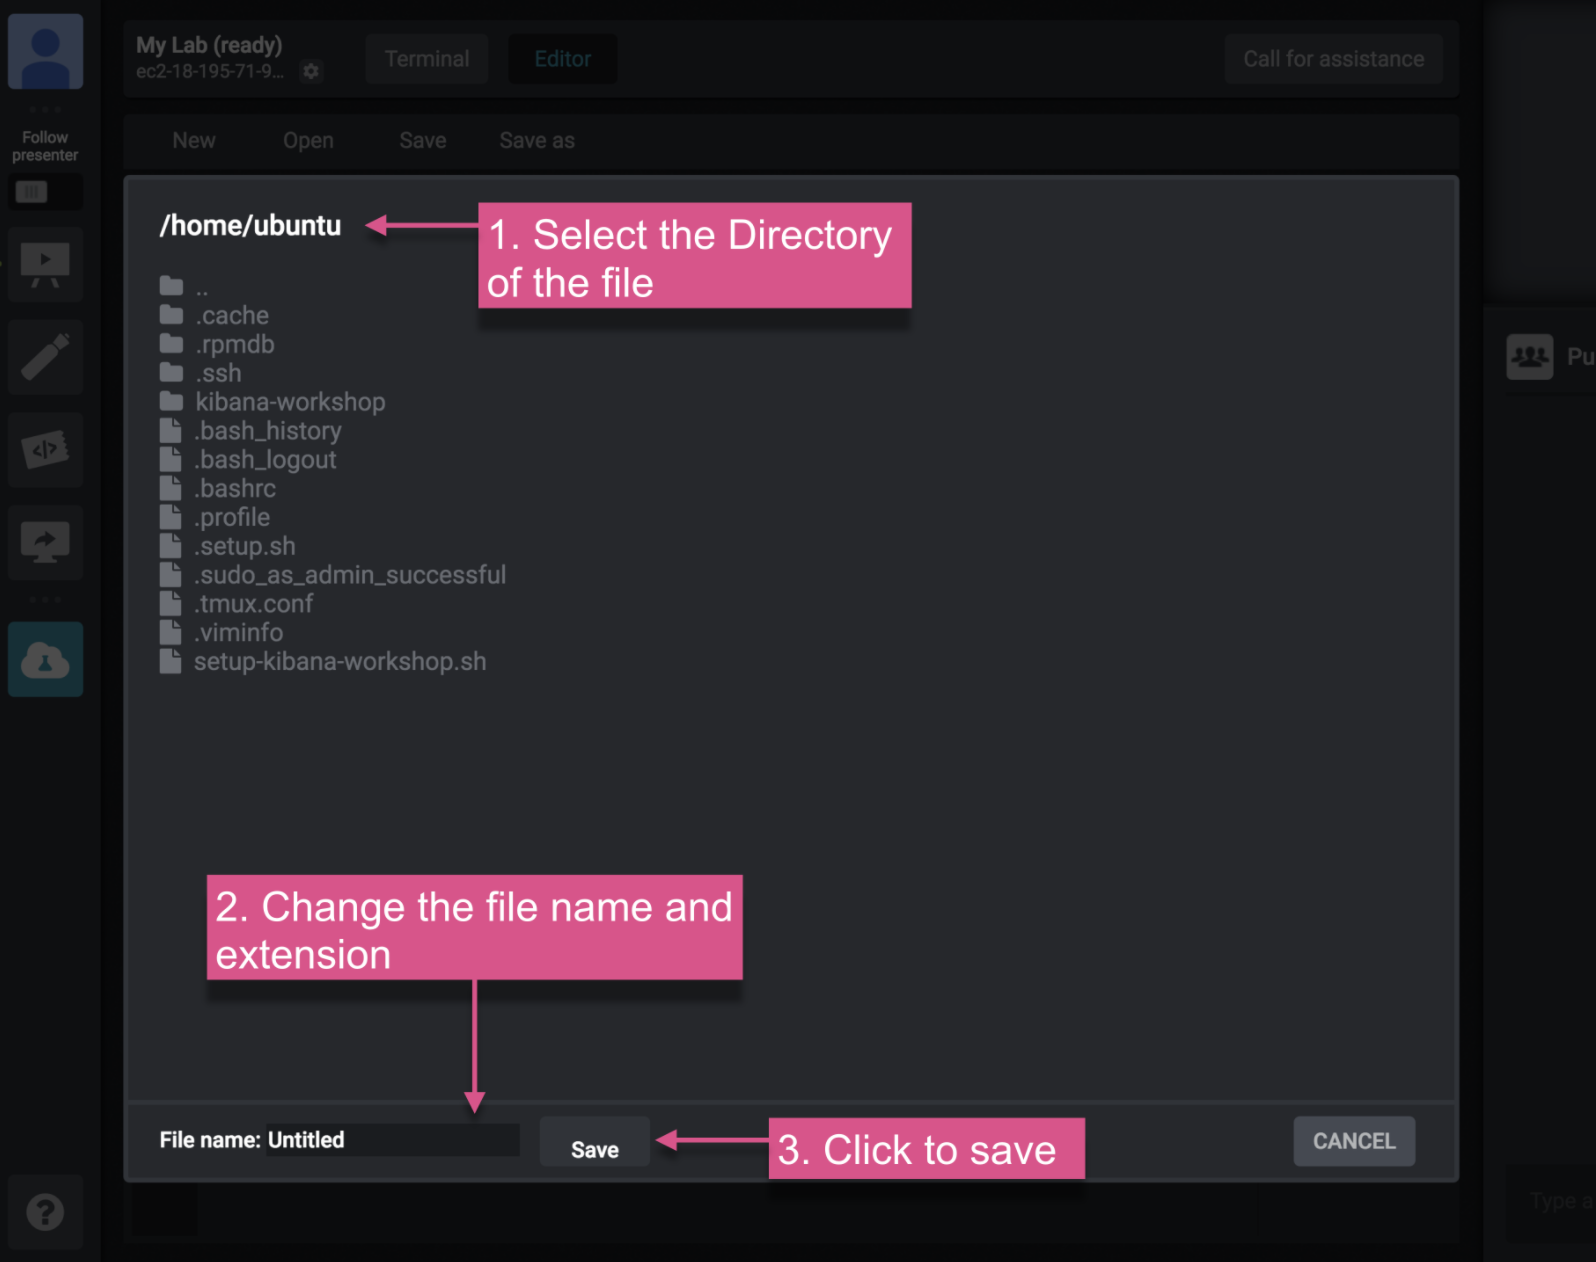 My Lab (ready)
ec2-18-195-71-9...
Terminal
Editor
Call for assistance
Follow
presenter
New
Open
Save
Save as
/home/ubuntu
1. Select the Directory
of the file
..
.cache
.rpmdb
.ssh
kibana-workshop
.bash_history
.bash_logout
.bashrc
.profile
.setup.sh
.sudo_as_admin_successful
.tmux.conf
.viminfo
setup-kibana-workshop.sh
Pu
2. Change the file name and
extension
File name: Untitled
Save
3. Click to save
CANCEL
Type a